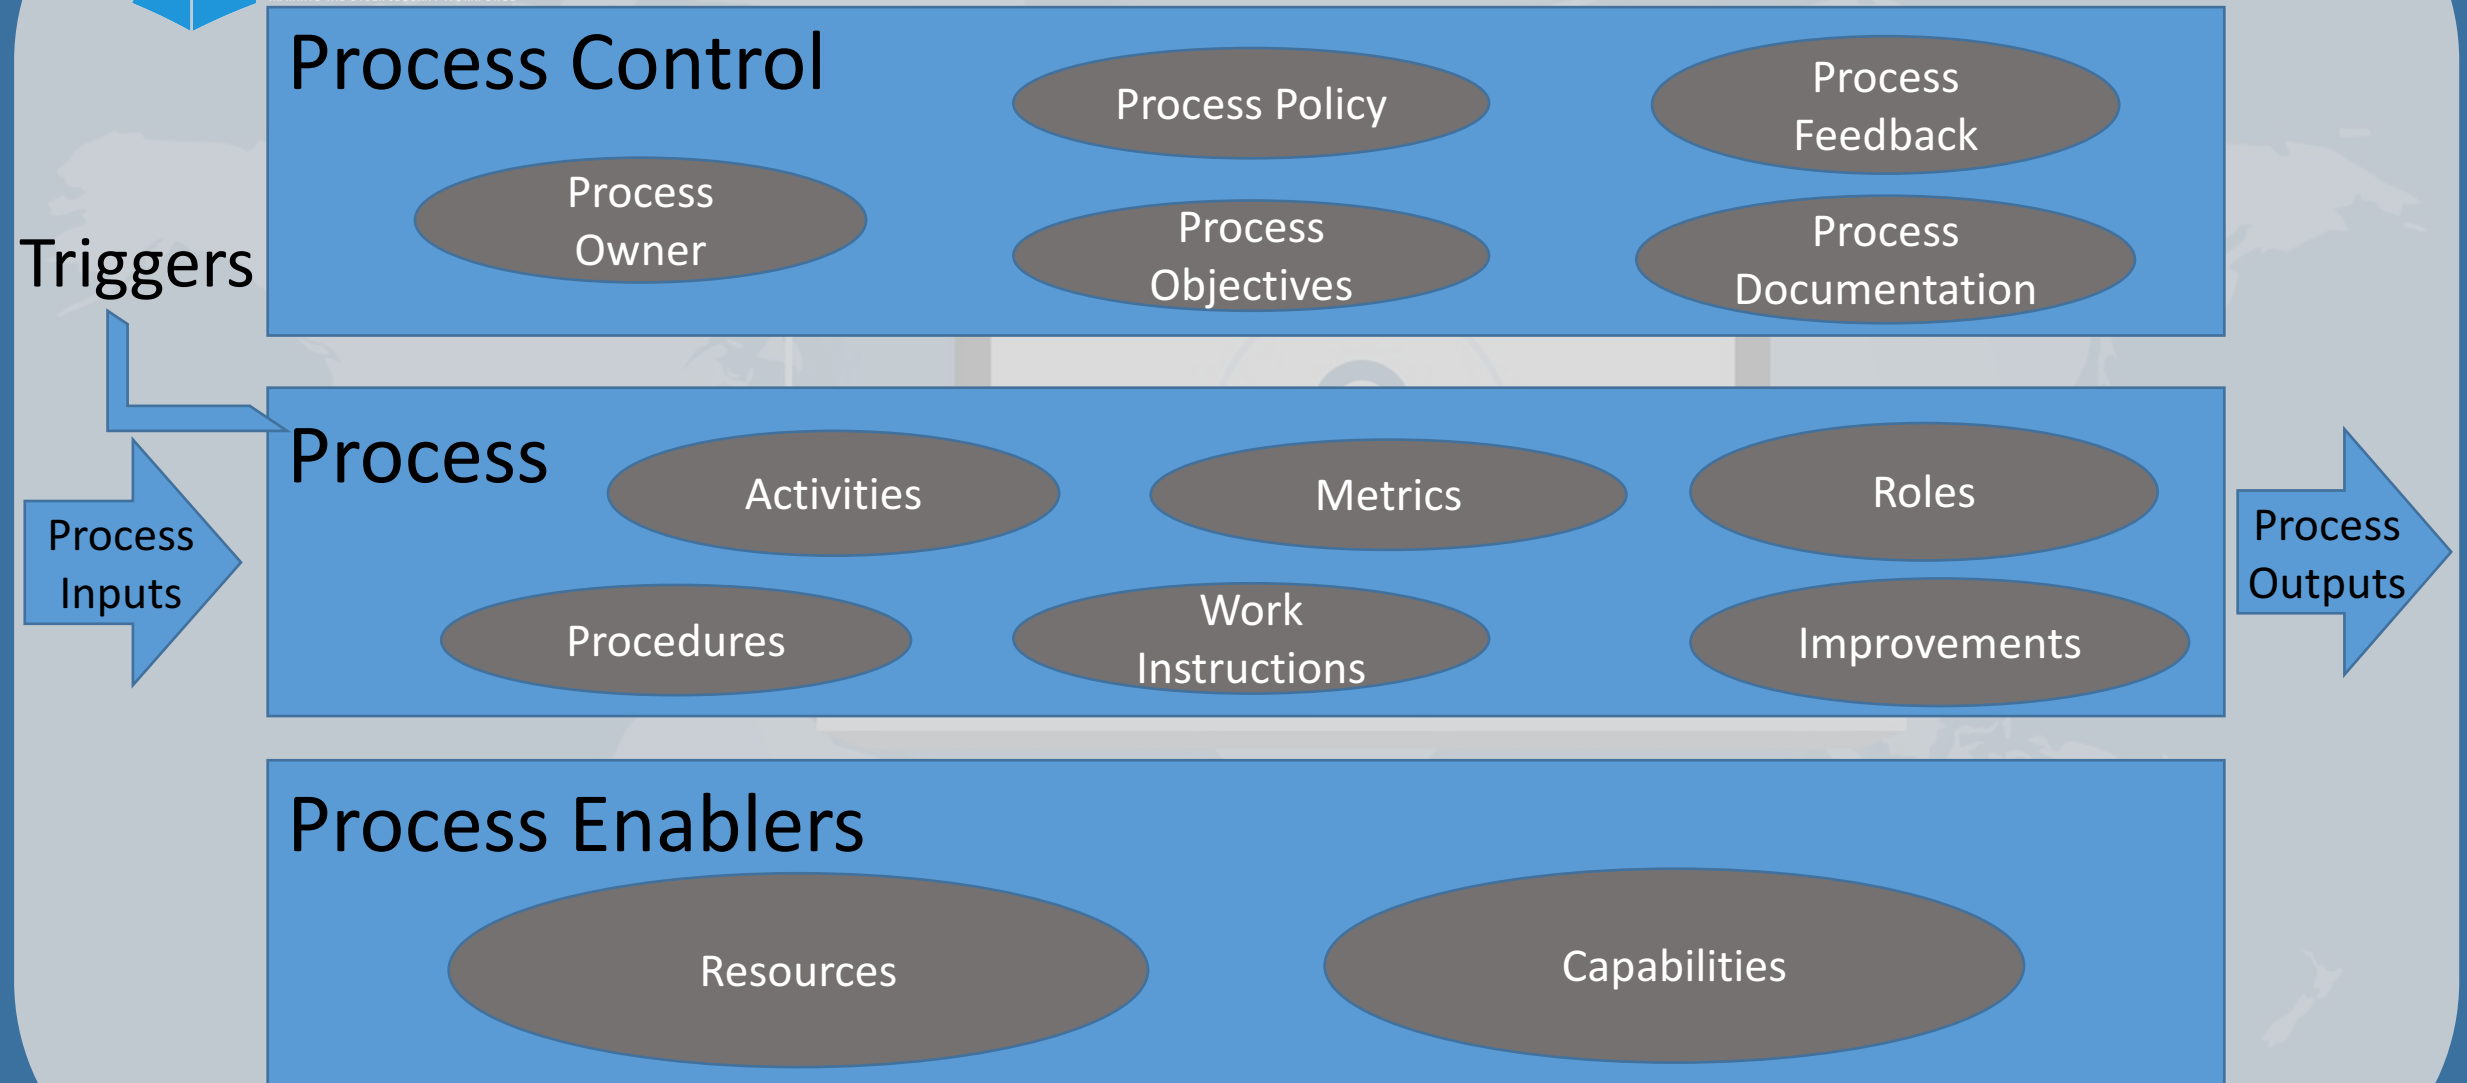 Process Control
Process Policy
Process
Feedback
Process
Owner
Process
Objectives
Process
Documentation
Triggers
Process
Activities
Metrics
Roles
Process
Inputs
Process
Outputs
Procedures
Work
Instructions
Improvements
Process Enablers
Resources
Capabilities